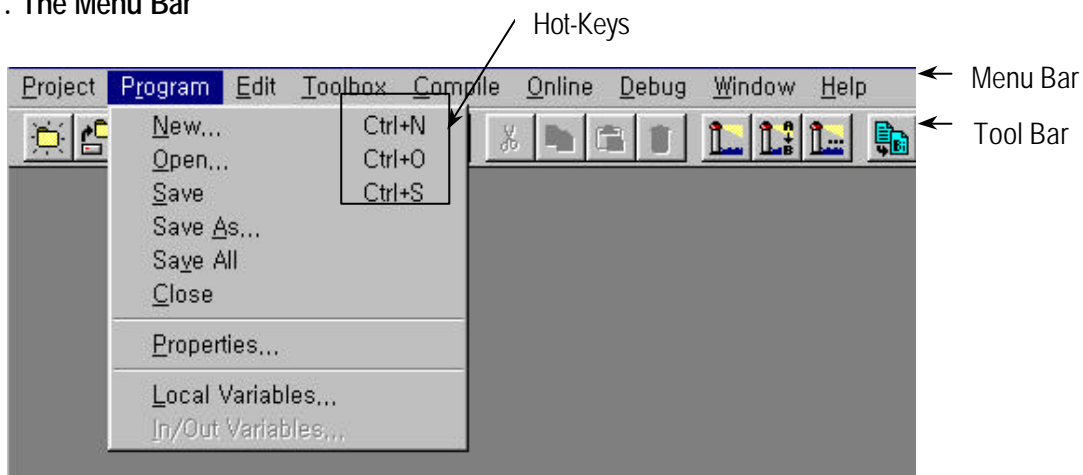 . The Menu Bar
Hot-Keys
Project Program Edit Toolbox Compile Online Debug Window Help
Menu Bar
Tool Bar
New... Ctrl+N
Open... Ctrl+O
Save Ctrl+S
Save As...
Save All
Close
Properties...
Local Variables...
In/Out Variables...